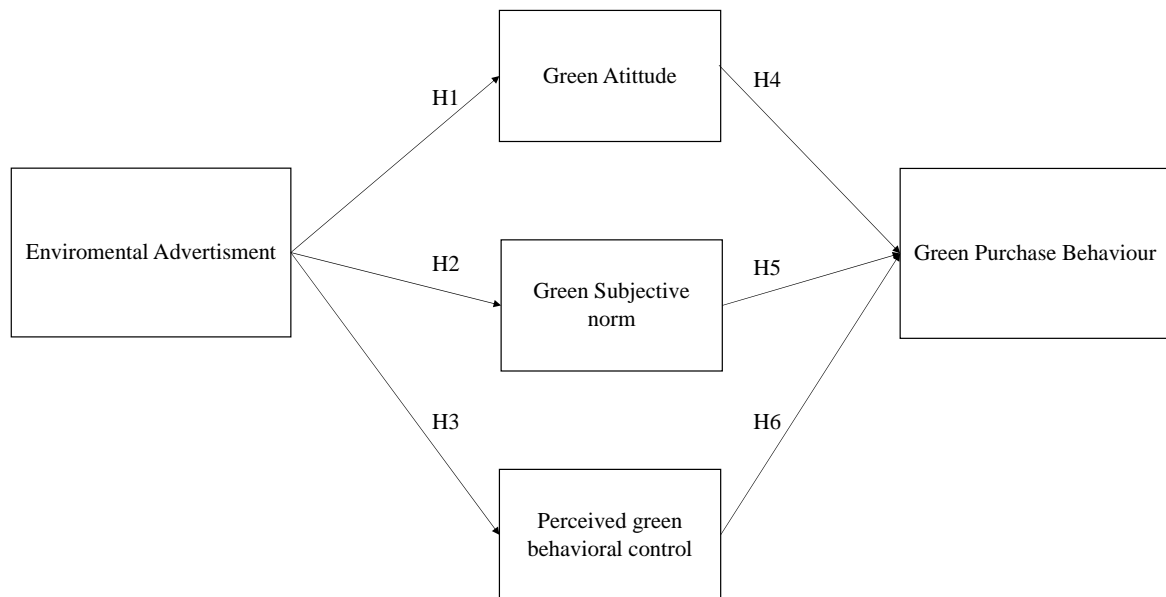 Green Atittude
H1
H4
Enviromental Advertisment
H2
Green Subjective
norm
H5
Green Purchase Behaviour
H3
H6
Perceived green
behavioral control